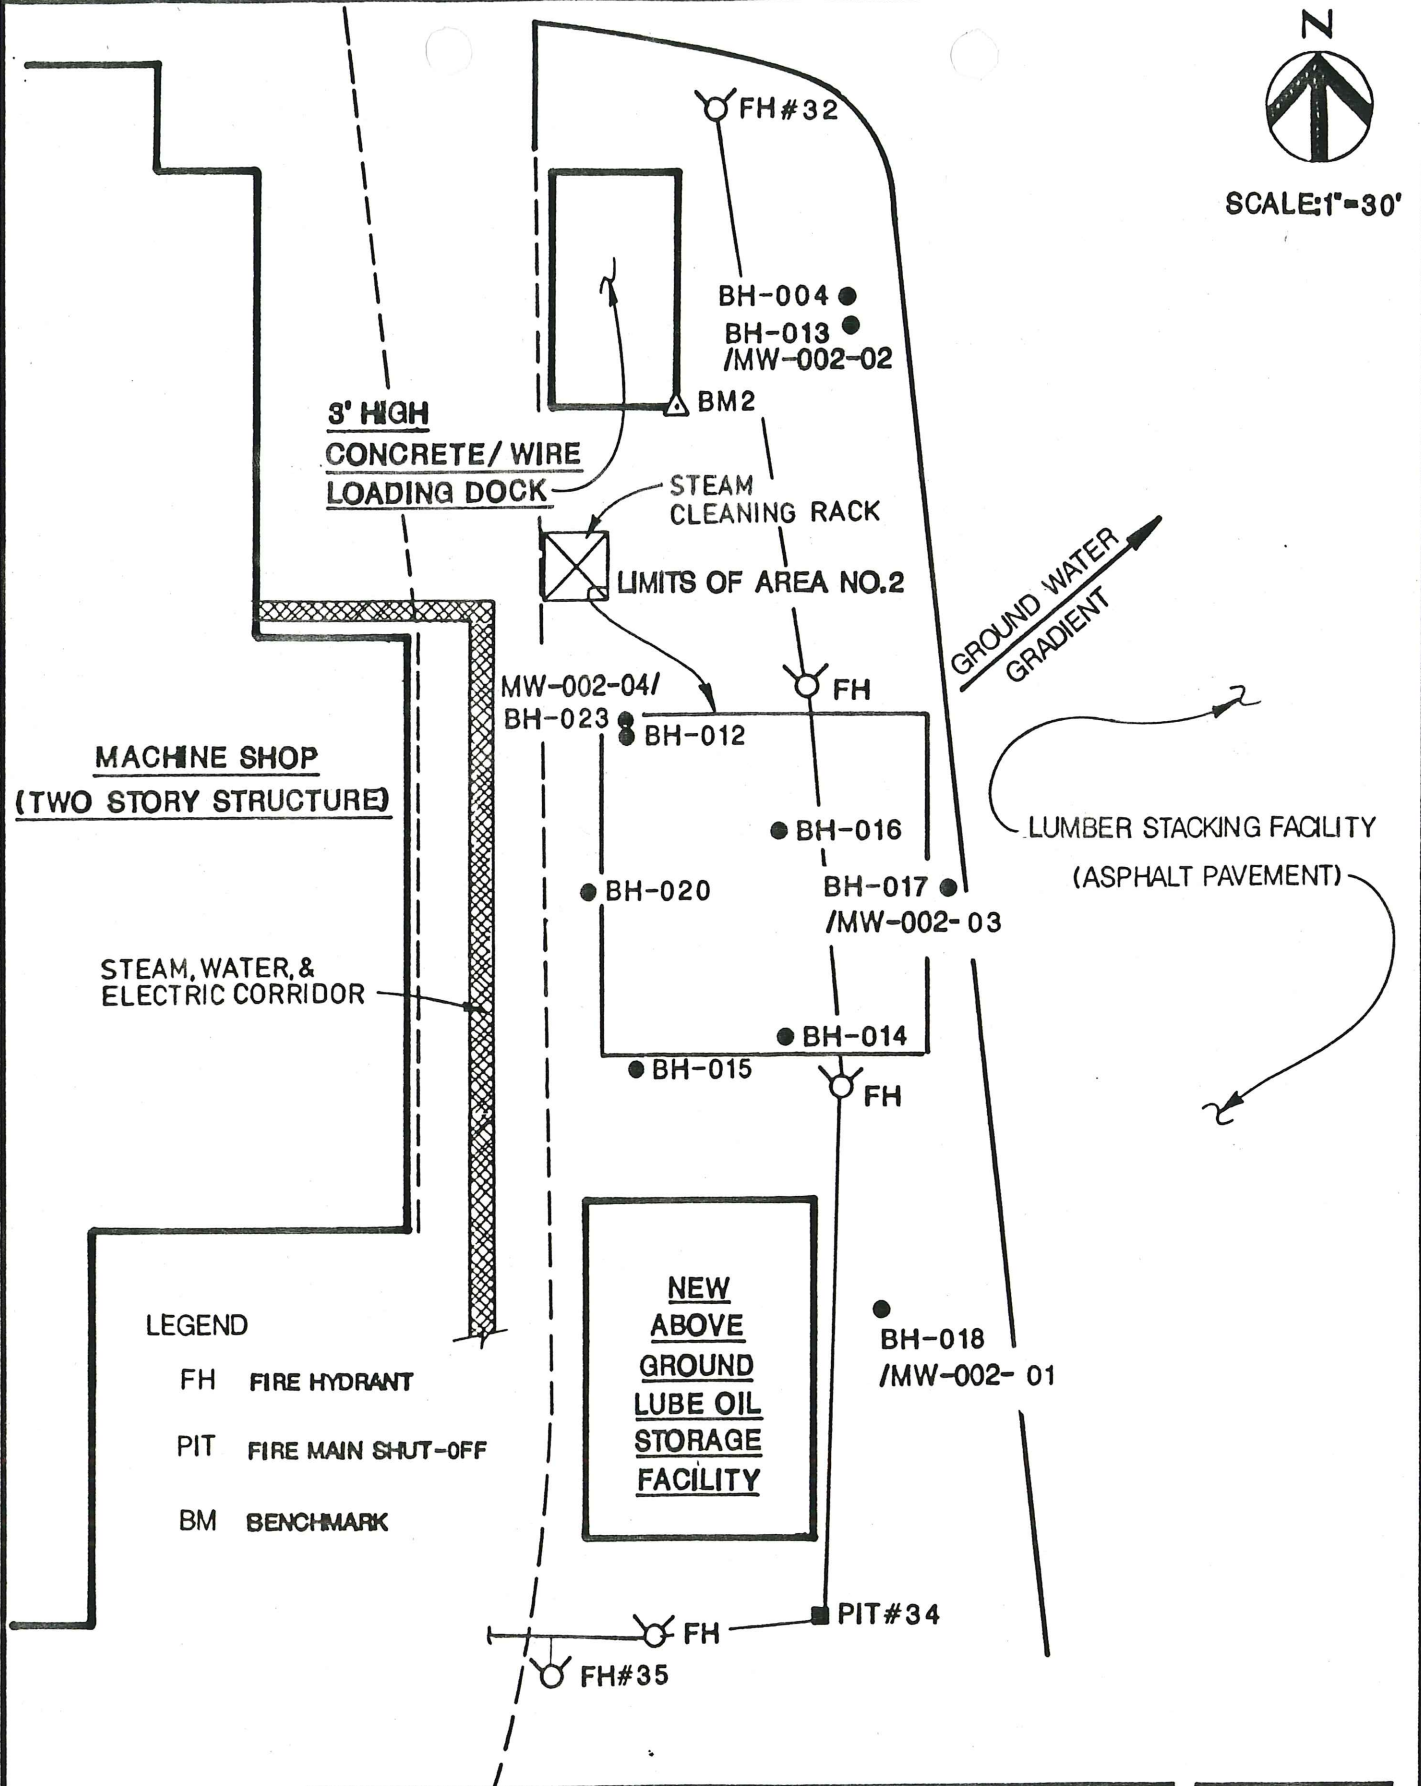 N
SCALE:1"=30'
FH#32
BH-004
BH-013
/MW-002-02
BM2
3' HIGH
CONCRETE/WIRE
LOADING DOCK
STEAM
CLEANING RACK
LIMITS OF AREA NO.2
GROUND WATER
GRADIENT
FH
MW-002-04/
BH-023
BH-012
MACHINE SHOP
(TWO STORY STRUCTURE)
BH-016
LUMBER STACKING FACILITY
(ASPHALT PAVEMENT)
BH-020
BH-017
/MW-002-03
STEAM, WATER, &
ELECTRIC CORRIDOR
BH-014
BH-015
FH
NEW
ABOVE
GROUND
LUBE OIL
STORAGE
FACILITY
BH-018
/MW-002-01
LEGEND
FH FIRE HYDRANT
PIT FIRE MAIN SHUT-OFF
BM BENCHMARK
PIT#34
FH
FH#35